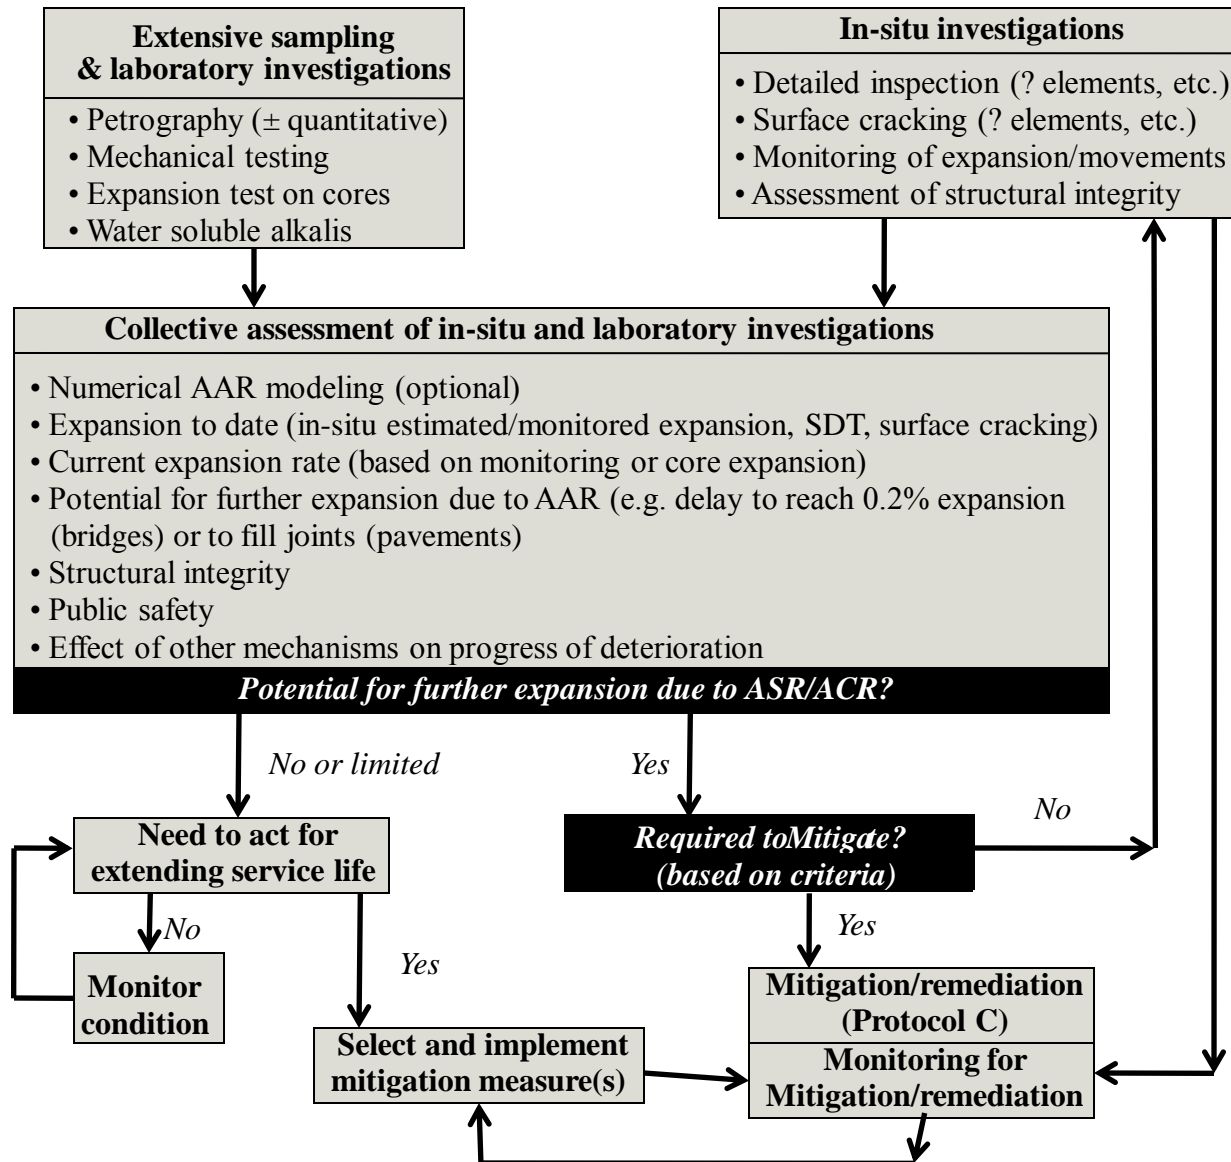 Extensive sampling
& laboratory investigations
• Petrography (± quantitative)
• Mechanical testing
• Expansion test on cores
• Water soluble alkalis
In-situ investigations
• Detailed inspection (? elements, etc.)
• Surface cracking (? elements, etc.)
• Monitoring of expansion/movements
• Assessment of structural integrity
Collective assessment of in-situ and laboratory investigations
• Numerical AAR modeling (optional)
• Expansion to date (in-situ estimated/monitored expansion, SDT, surface cracking)
• Current expansion rate (based on monitoring or core expansion)
• Potential for further expansion due to AAR (e.g. delay to reach 0.2% expansion
(bridges) or to fill joints (pavements)
• Structural integrity
• Public safety
• Effect of other mechanisms on progress of deterioration
Potential for further expansion due to ASR/ACR?
No or limited
Yes
Need to act for
extending service life
Required toMitigate?
(based on criteria)
No
No
Yes
Yes
Monitor
condition
Select and implement
mitigation measure(s)
Mitigation/remediation
(Protocol C)
Monitoring for
Mitigation/remediation